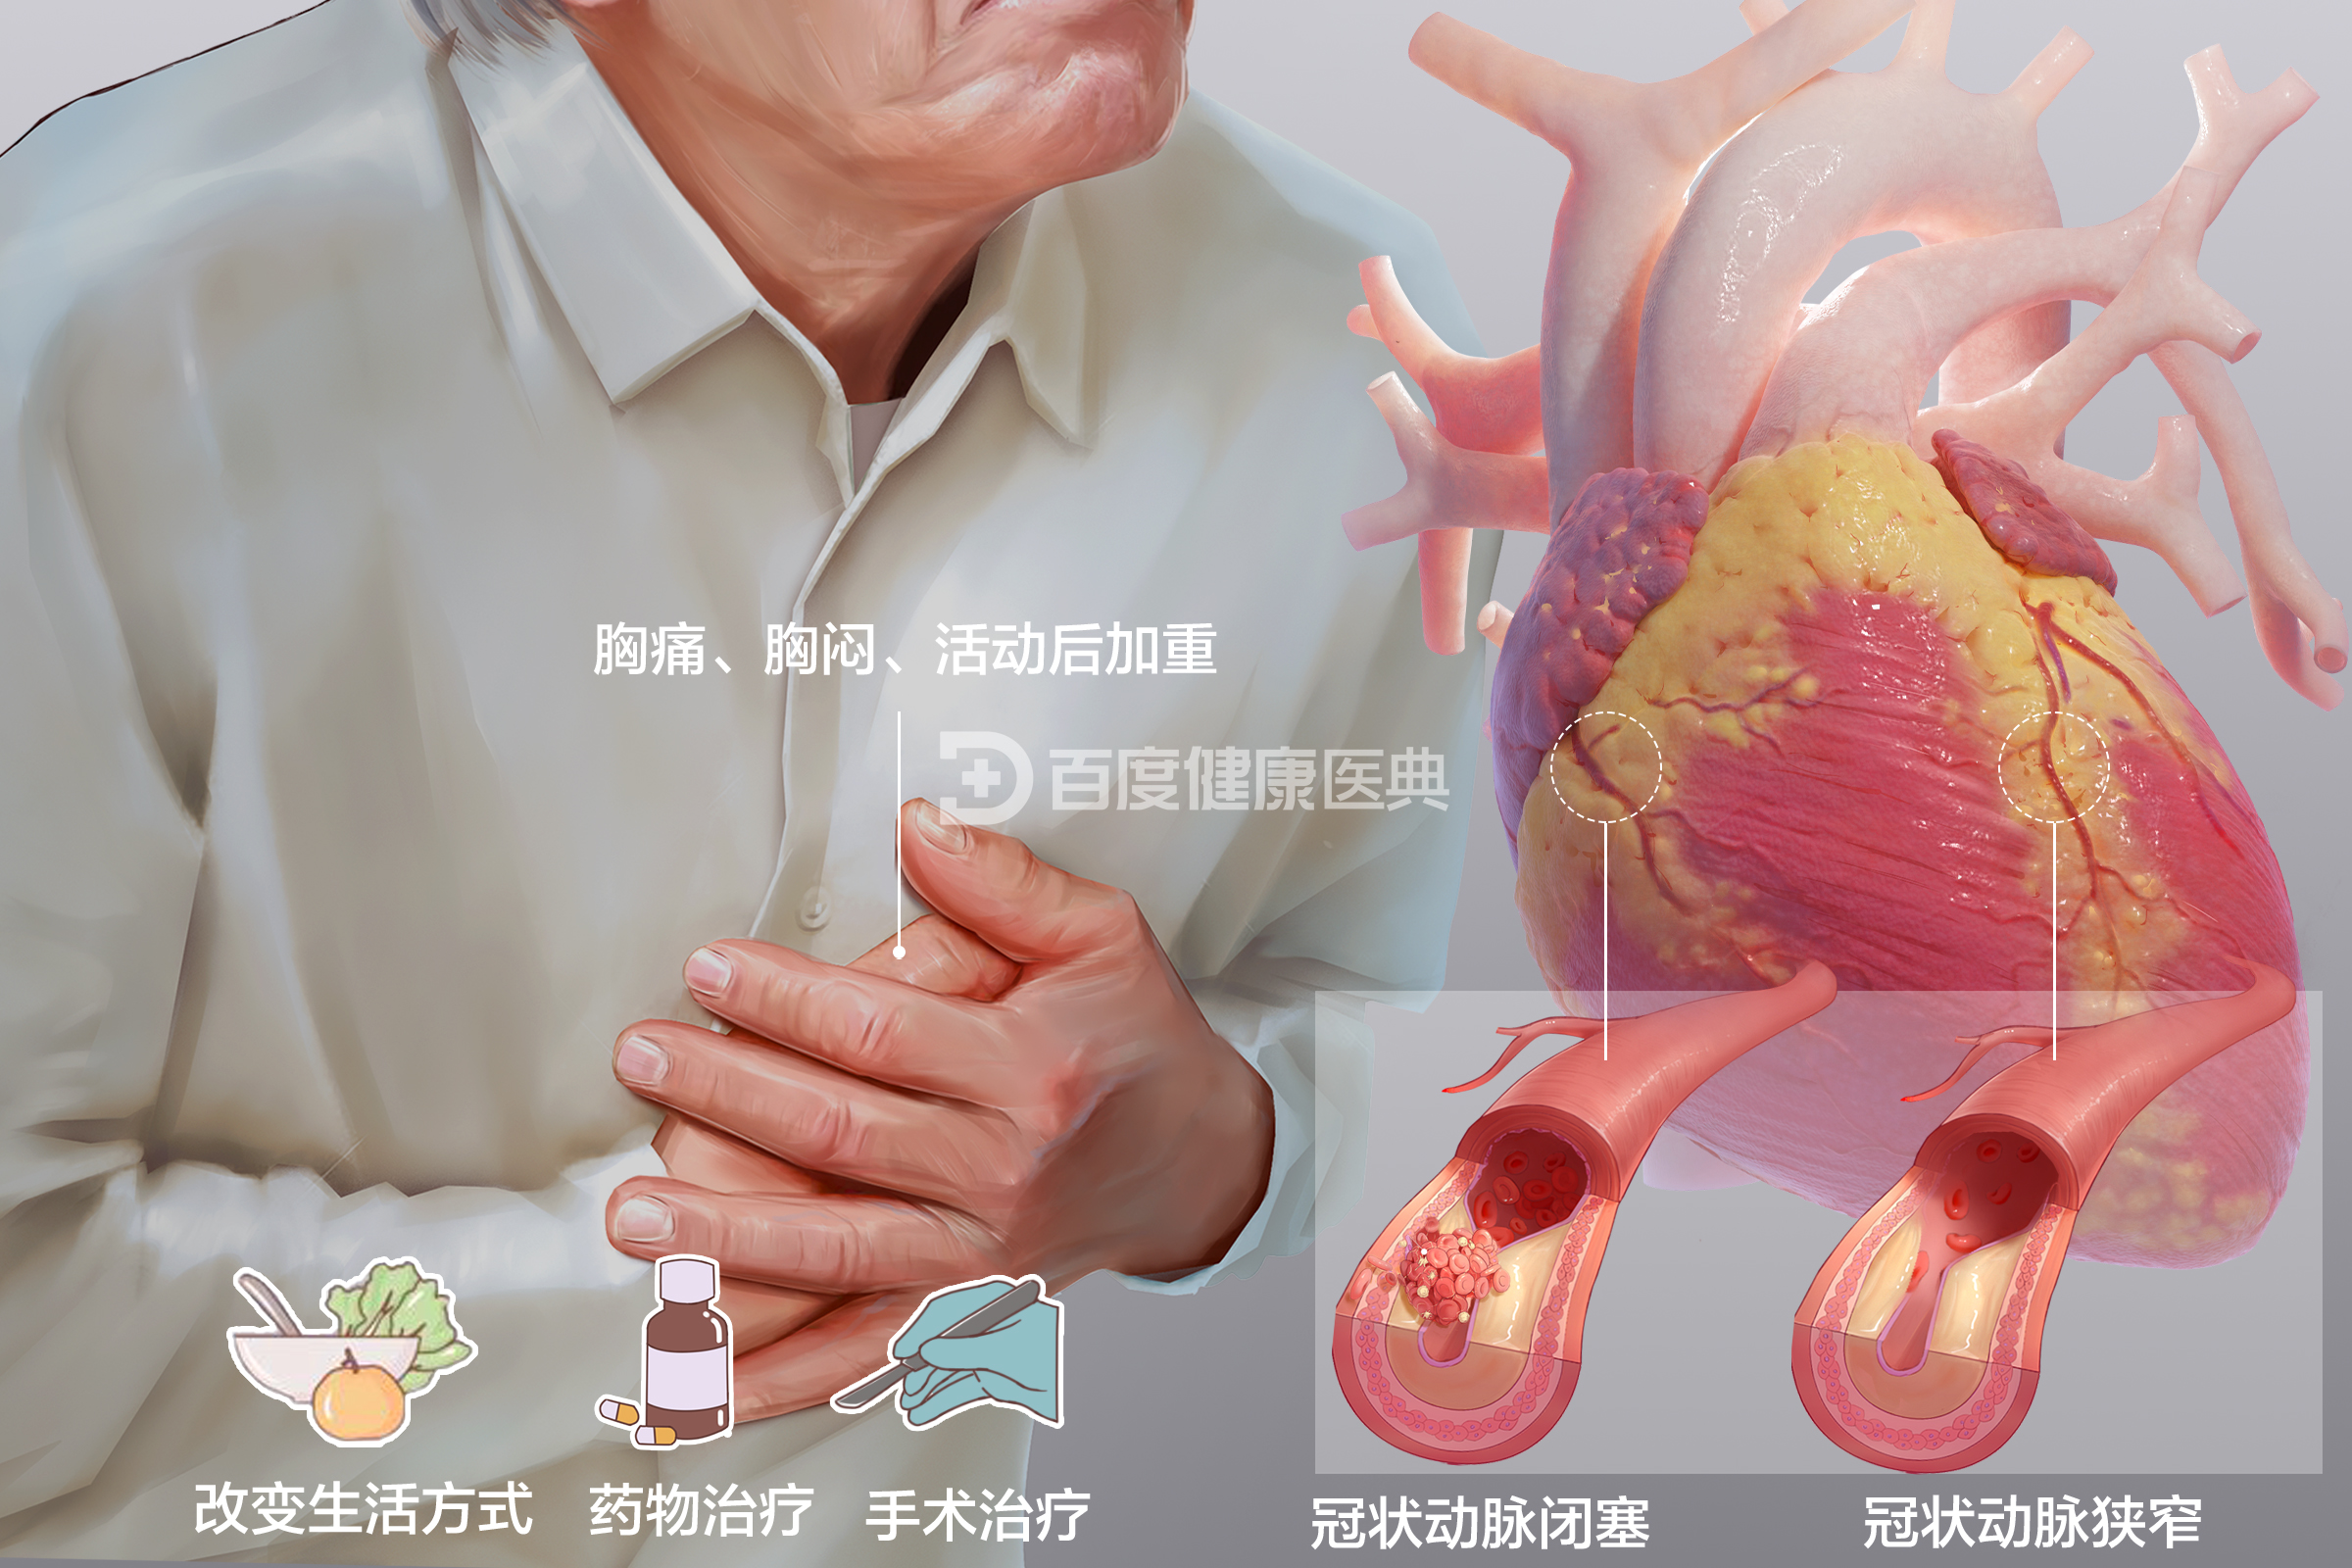 胸痛、胸闷、活动后加重
百度健康医典
改变生活方式
药物治疗
手术治疗
冠状动脉闭塞
冠状动脉狭窄